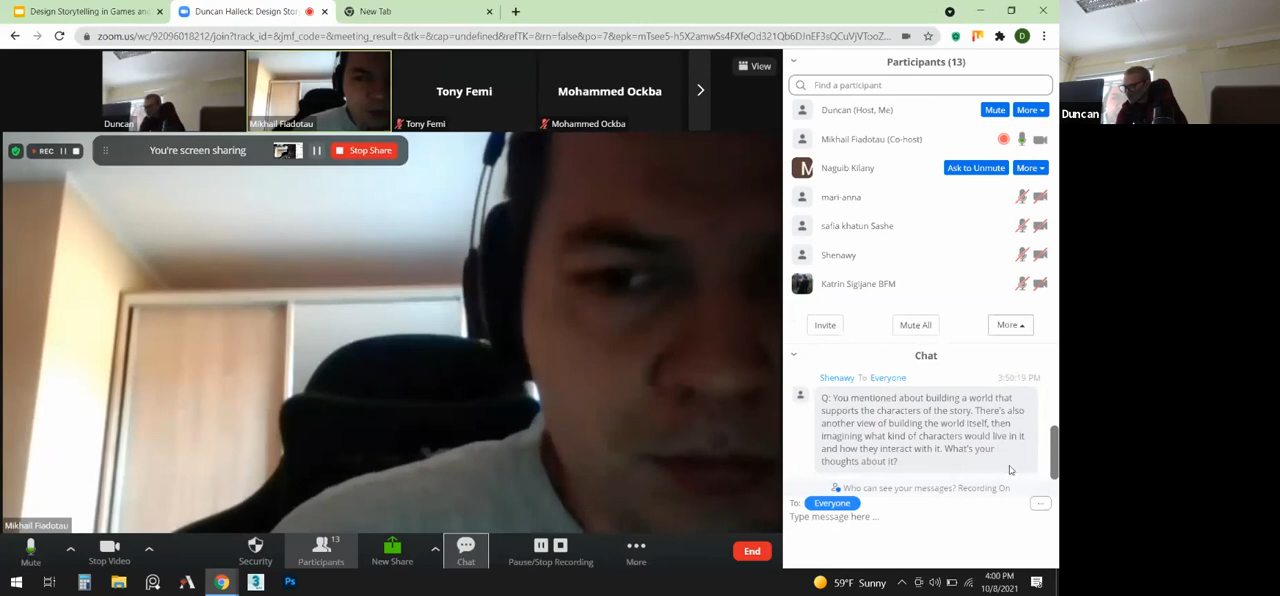 Design Storytelling in Games and
Duncan Halleck: Design Stor
New Tab
zoom.us/wc/92096018212/join?track_id=&jmf_code=&meeting_result=&tk=&cap=undefined&refTK=&rn=false&po=7&epk=
View
Duncan
Mikhail Fiadotau
Tony Femi
Tony Femi
Mohammed Ockba
Mohammed Ockba
REC
You're screen sharing
Stop Share
Mikhail Fiadotau
Participants (13)
Find a participant
Duncan (Host, Me)
Mute
More
Mikhail Fiadotau (Co-host)
Naguib Kilany
Ask to Unmute
More
mari-anna
safia khatun Sashe
Shenawy
Katrin Sigijane BFM
Invite
Mute All
More
Chat
Shenawy To Everyone
3:50:19 PM
Q: You mentioned about building a world that
supports the characters of the story. There's also
another view of building the world itself, then
imagining what kind of characters would live in it
and how they interact with it. What's your
thoughts about it?
Who can see your messages? Recording On
To: Everyone
Type message here ...
Mute
Stop Video
Security
13
Participants
New Share
Chat
Pause/Stop Recording
More
End
Ps
59°F Sunny
4:00 PM
10/8/2021
Duncan